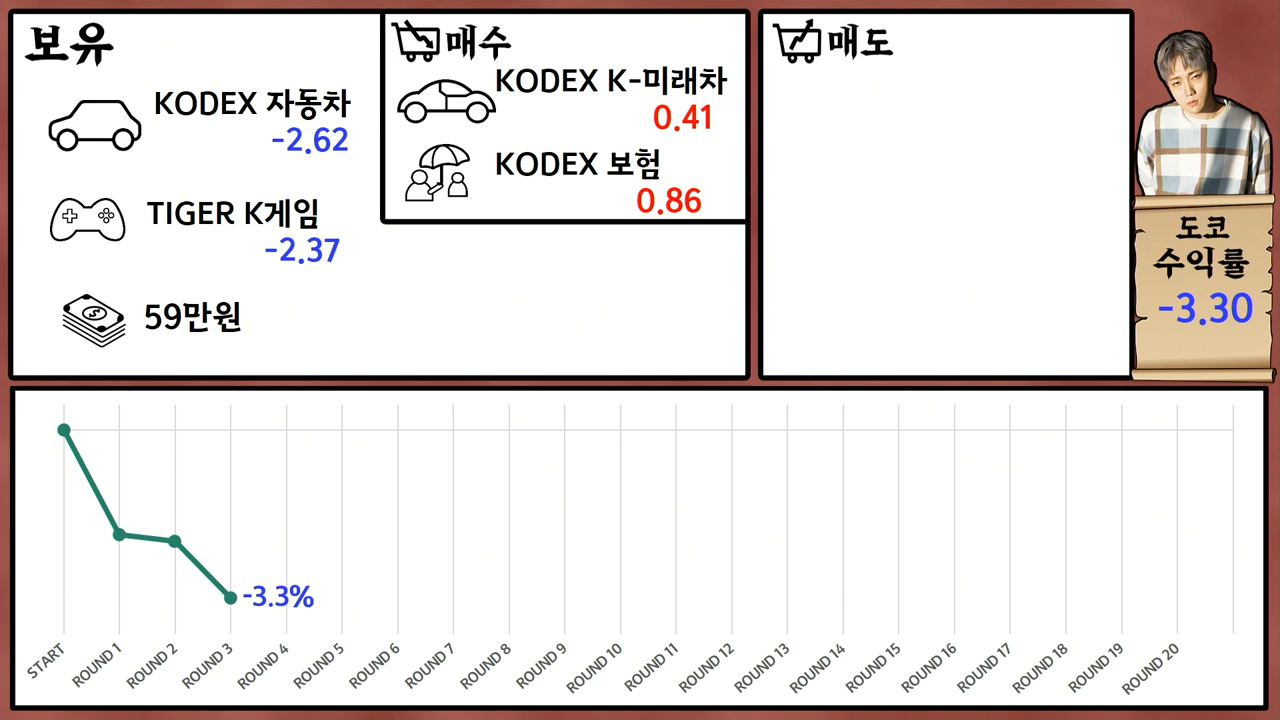 보유
KODEX 자동차
-2.62
TIGER K게임
-2.37
59만원
매수
KODEX K-미래차
0.41
KODEX 보험
0.86
매도
도코
수익률
-3.30
-3.3%
START
ROUND 1
ROUND 2
ROUND 3
ROUND 4
ROUND 5
ROUND 6
ROUND 7
ROUND 8
ROUND 9
ROUND 10
ROUND 11
ROUND 12
ROUND 13
ROUND 14
ROUND 15
ROUND 16
ROUND 17
ROUND 18
ROUND 19
ROUND 20